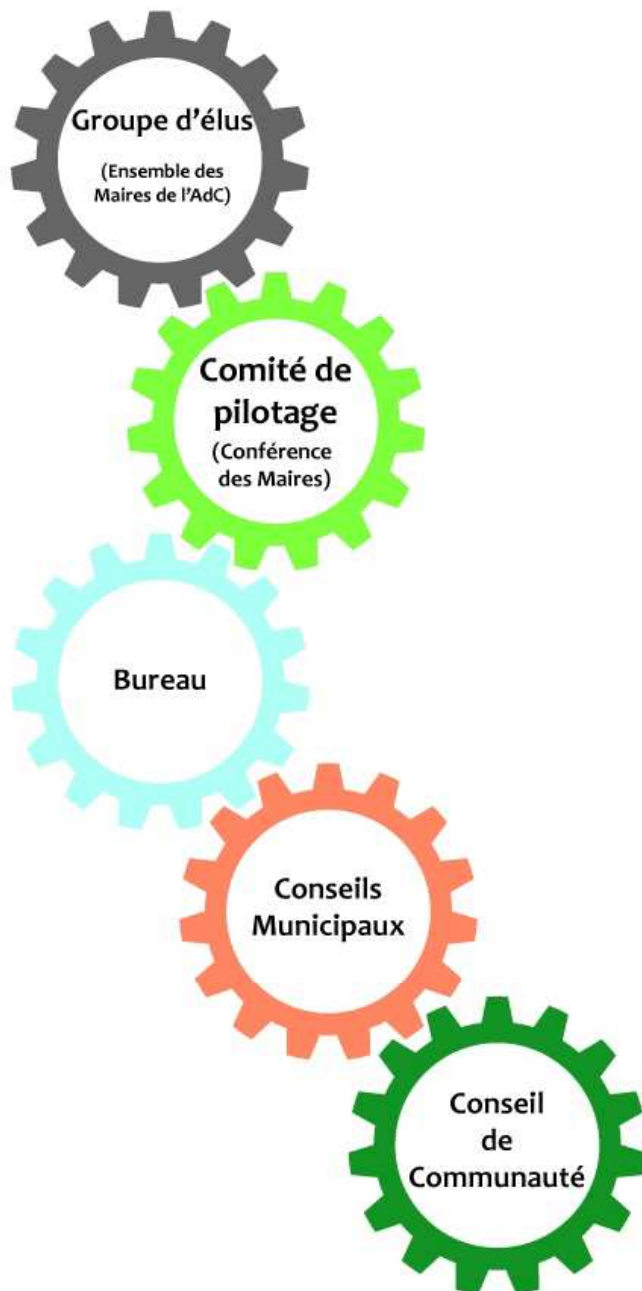 Groupe d'élus
(Ensemble des
Maires de l'AdC)
Comité de
pilotage
(Conférence
des Maires)
Bureau
Conseils
Municipaux
Conseil
de
Communauté